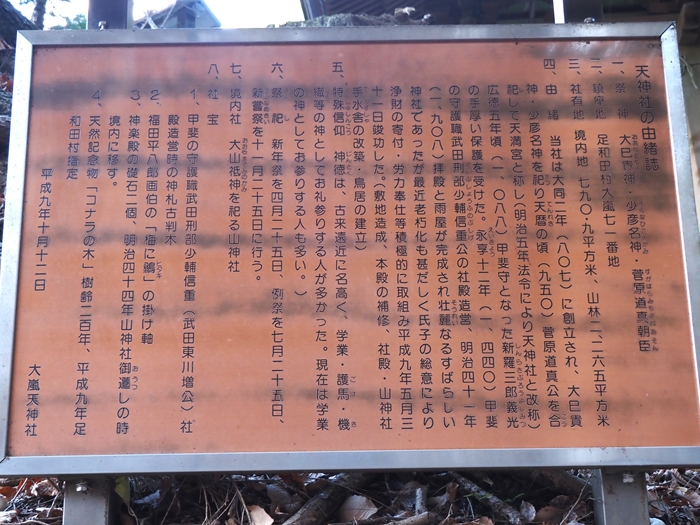 天神社の由緒誌
一、祭神　大巳貴神・少彦名神・菅原道真朝臣
二、鎮座地　足和田村大嵐七一番地
三、社有地　境内地　七九〇・九平方米、山林二、二六五平方米
四、由緒　当社は大同二年（八〇七）に創立され、大巳貴
神・少彦名神を祀り天暦の頃（九五〇）菅原道真公を合
祀して天満宮と称し（明治五年法令により天神社と改称）
広徳五年頃（一、〇八八）甲斐守となった新羅三郎義光
の手厚い保護を受けた。永享十二年（一、四四〇）甲斐
の守護職武田刑部少輔信重公の社殿造営、明治四十一年
（一、九〇八）拝殿と雨屋が完成され壮麗なるすばらしい
神社であったが最近老朽化も甚だしく氏子の総意により
浄財の寄付・労力奉仕等積極的に取組み平成九年五月三
十一日竣功した（敷地造成、本殿の補修、社殿・山神社
手水舎の改築・鳥居の建立）
五、特殊信仰　神徳は、古来遠近に名高く、学業・護馬・機
織等の神としてお礼参りする人が多かった。現在は学業
の神としてお参りする人も多い。
六、祭祀　新年祭を四月二十五日、例祭を七月二十五日、
新嘗祭を十一月二十五日に行う。
七、境内社　大山祗神を祀る山神社
八、社宝
1、甲斐の守護職武田刑部少輔信重（武田東川増公）社
殿造営時の神札古判木
2、福田平八郎画伯の「梅に鶲」の掛け軸
3、神楽殿の礎石二個、明治四十四年山神社御遷しの時
境内に移す。
4、天然記念物「コナラの木」樹齢二百年、平成九年足
和田村指定
平成九年十月十二日
大嵐天神社